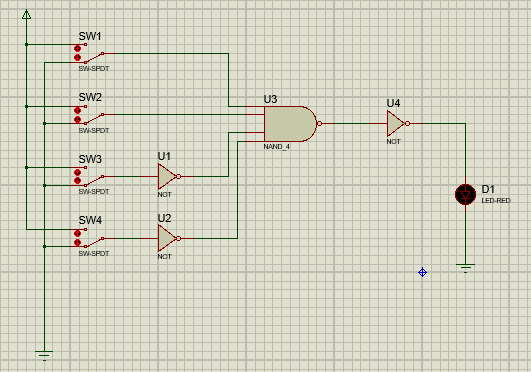 SW1
SW-SPDT
SW2
SW-SPDT
SW3
SW-SPDT
SW4
SW-SPDT
U1
NOT
U2
NOT
U3
NAND_4
U4
NOT
D1
LED-RED